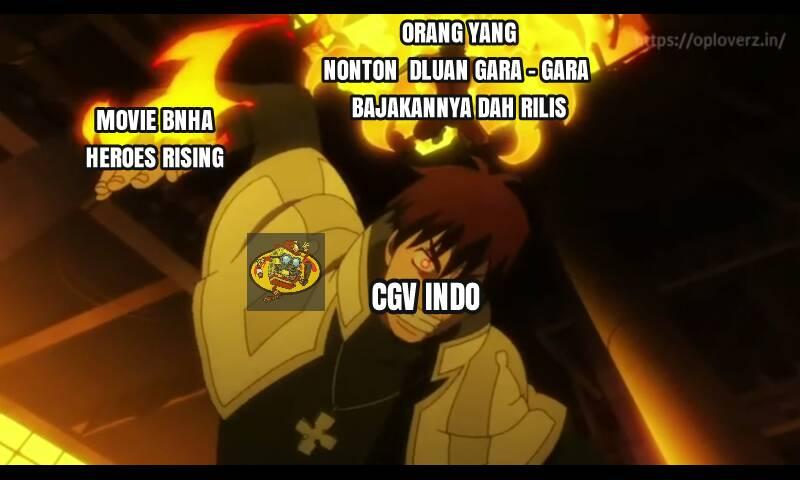 https://oploverz.in/
ORANG YANG
NONTON DLUAN GARA - GARA
BAJAKANNYA DAH RILIS
MOVIE BNHA
HEROES RISING
CGV INDO